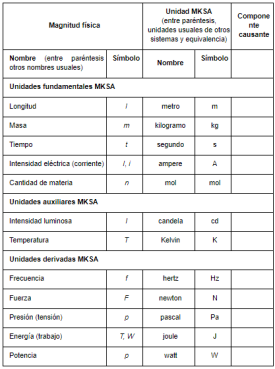 Magnitud física
Unidad MKSA
(entre paréntesis,
unidades usuales de otros
sistemas y equivalencia)
Compone
nte
causante
Nombre (entre paréntesis
otros nombres usuales)
Símbolo
Nombre
Símbolo
Unidades fundamentales MKSA
Longitud l metro m
Masa m kilogramo kg
Tiempo t segundo s
Intensidad eléctrica (corriente) I, i ampere A
Cantidad de materia n mol mol
Unidades auxiliares MKSA
Intensidad luminosa I candela cd
Temperatura T Kelvin K
Unidades derivadas MKSA
Frecuencia f hertz Hz
Fuerza F newton N
Presión (tensión) p pascal Pa
Energía (trabajo) T, W joule J
Potencia p watt W